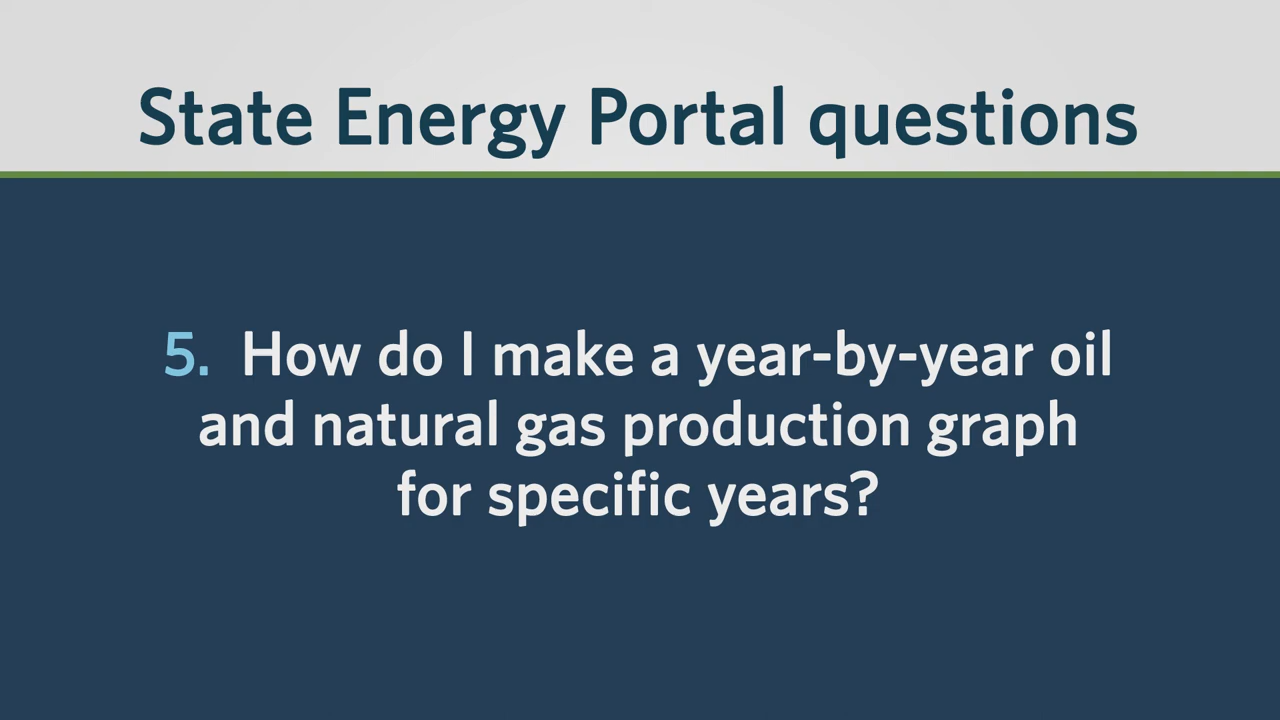 State Energy Portal questions
5. How do I make a year-by-year oil
and natural gas production graph
for specific years?